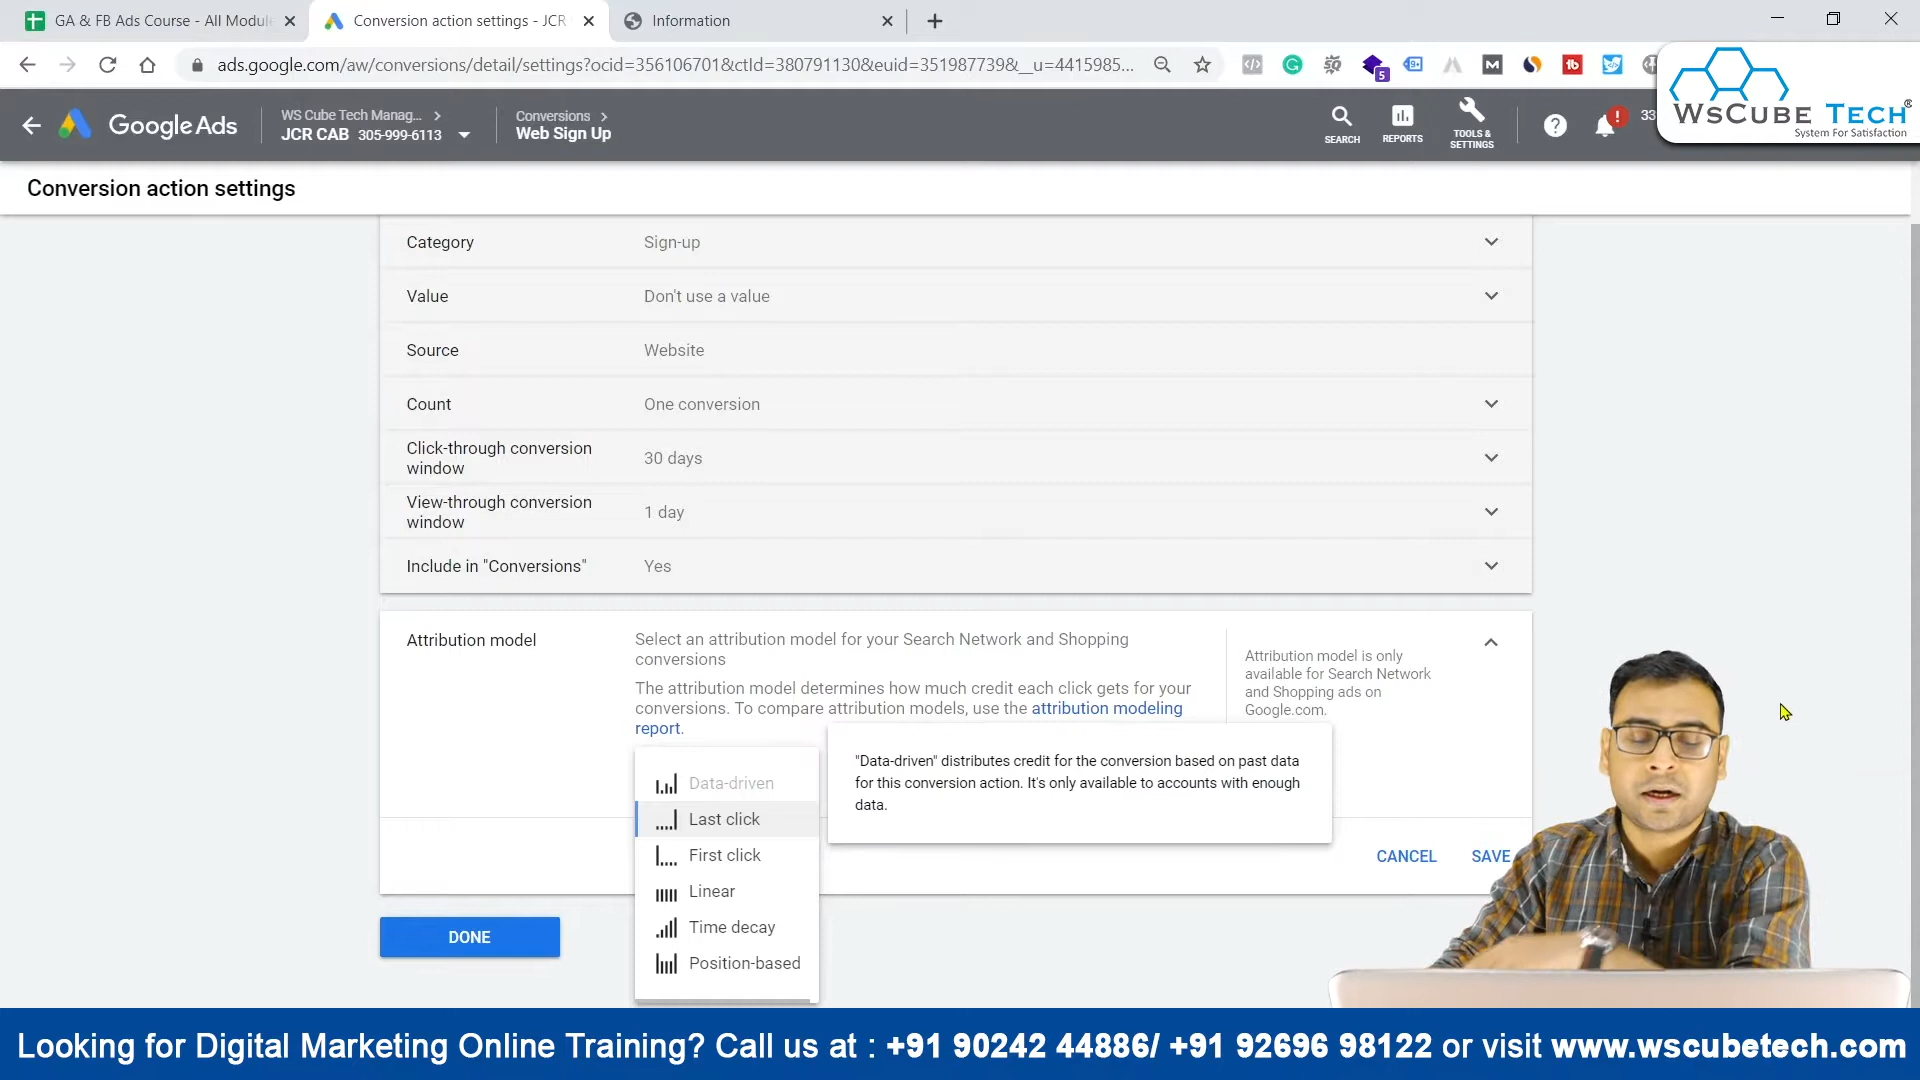 GA & FB Ads Course - All Module
Conversion action settings - JCR
Information
ads.google.com/aw/conversions/detail/settings?ocid=356106701&ctId=380791130&euid=351987739&__u=4415985...
5
Google Ads
WS Cube Tech Manag...
JCR CAB 305-999-6113
Conversions
Web Sign Up
SEARCH
REPORTS
TOOLS &
SETTINGS
33
WsCube Tech®
System For Satisfaction
Conversion action settings
Category Sign-up
Value Don't use a value
Source Website
Count One conversion
Click-through conversion
window
30 days
View-through conversion
window
1 day
Include in "Conversions" Yes
Attribution model
Select an attribution model for your Search Network and Shopping
conversions
The attribution model determines how much credit each click gets for your
conversions. To compare attribution models, use the attribution modeling
report.
Attribution model is only
available for Search Network
and Shopping ads on
Google.com.
"Data-driven" distributes credit for the conversion based on past data
for this conversion action. It's only available to accounts with enough
data.
Data-driven
Last click
First click
Linear
Time decay
Position-based
CANCEL
SAVE
DONE
Looking for Digital Marketing Online Training? Call us at : +91 90242 44886/ +91 92696 98122 or visit www.wscubetech.com